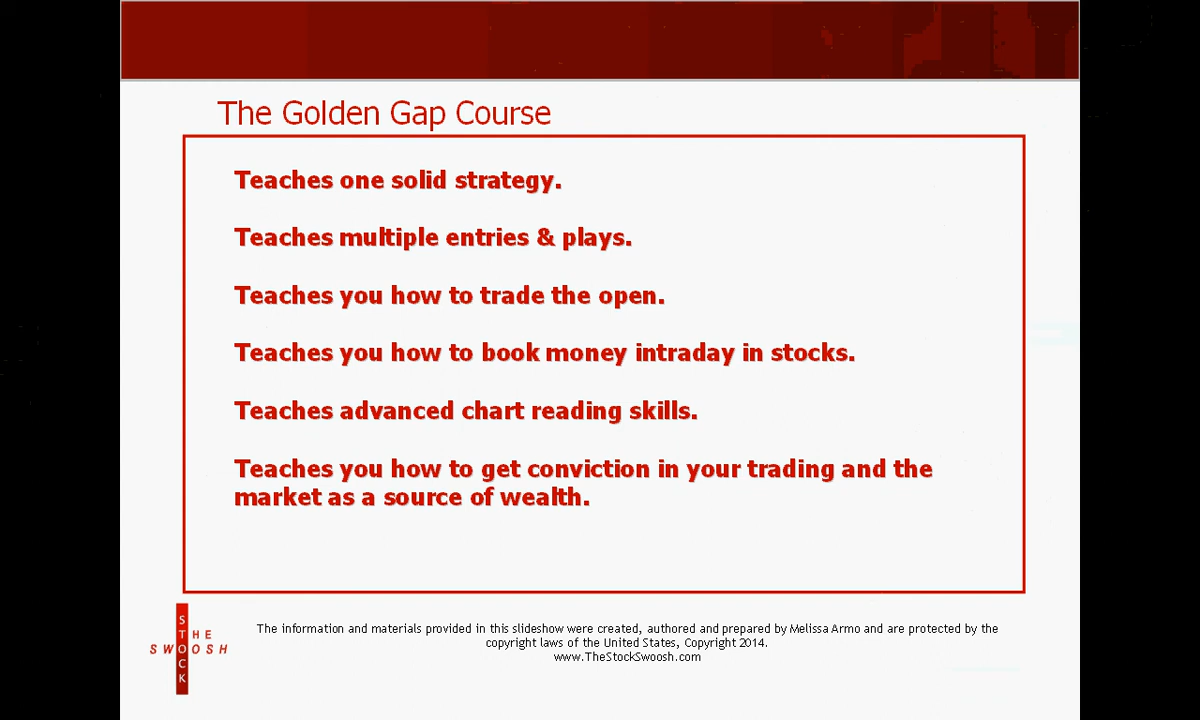 The Golden Gap Course
Teaches one solid strategy.
Teaches multiple entries & plays.
Teaches you how to trade the open.
Teaches you how to book money intraday in stocks.
Teaches advanced chart reading skills.
Teaches you how to get conviction in your trading and the
market as a source of wealth.
THE
STOCK
SWOOSH
The information and materials provided in this slideshow were created, authored and prepared by Melissa Armo and are protected by the
copyright laws of the United States, Copyright 2014.
www.TheStockSwoosh.com